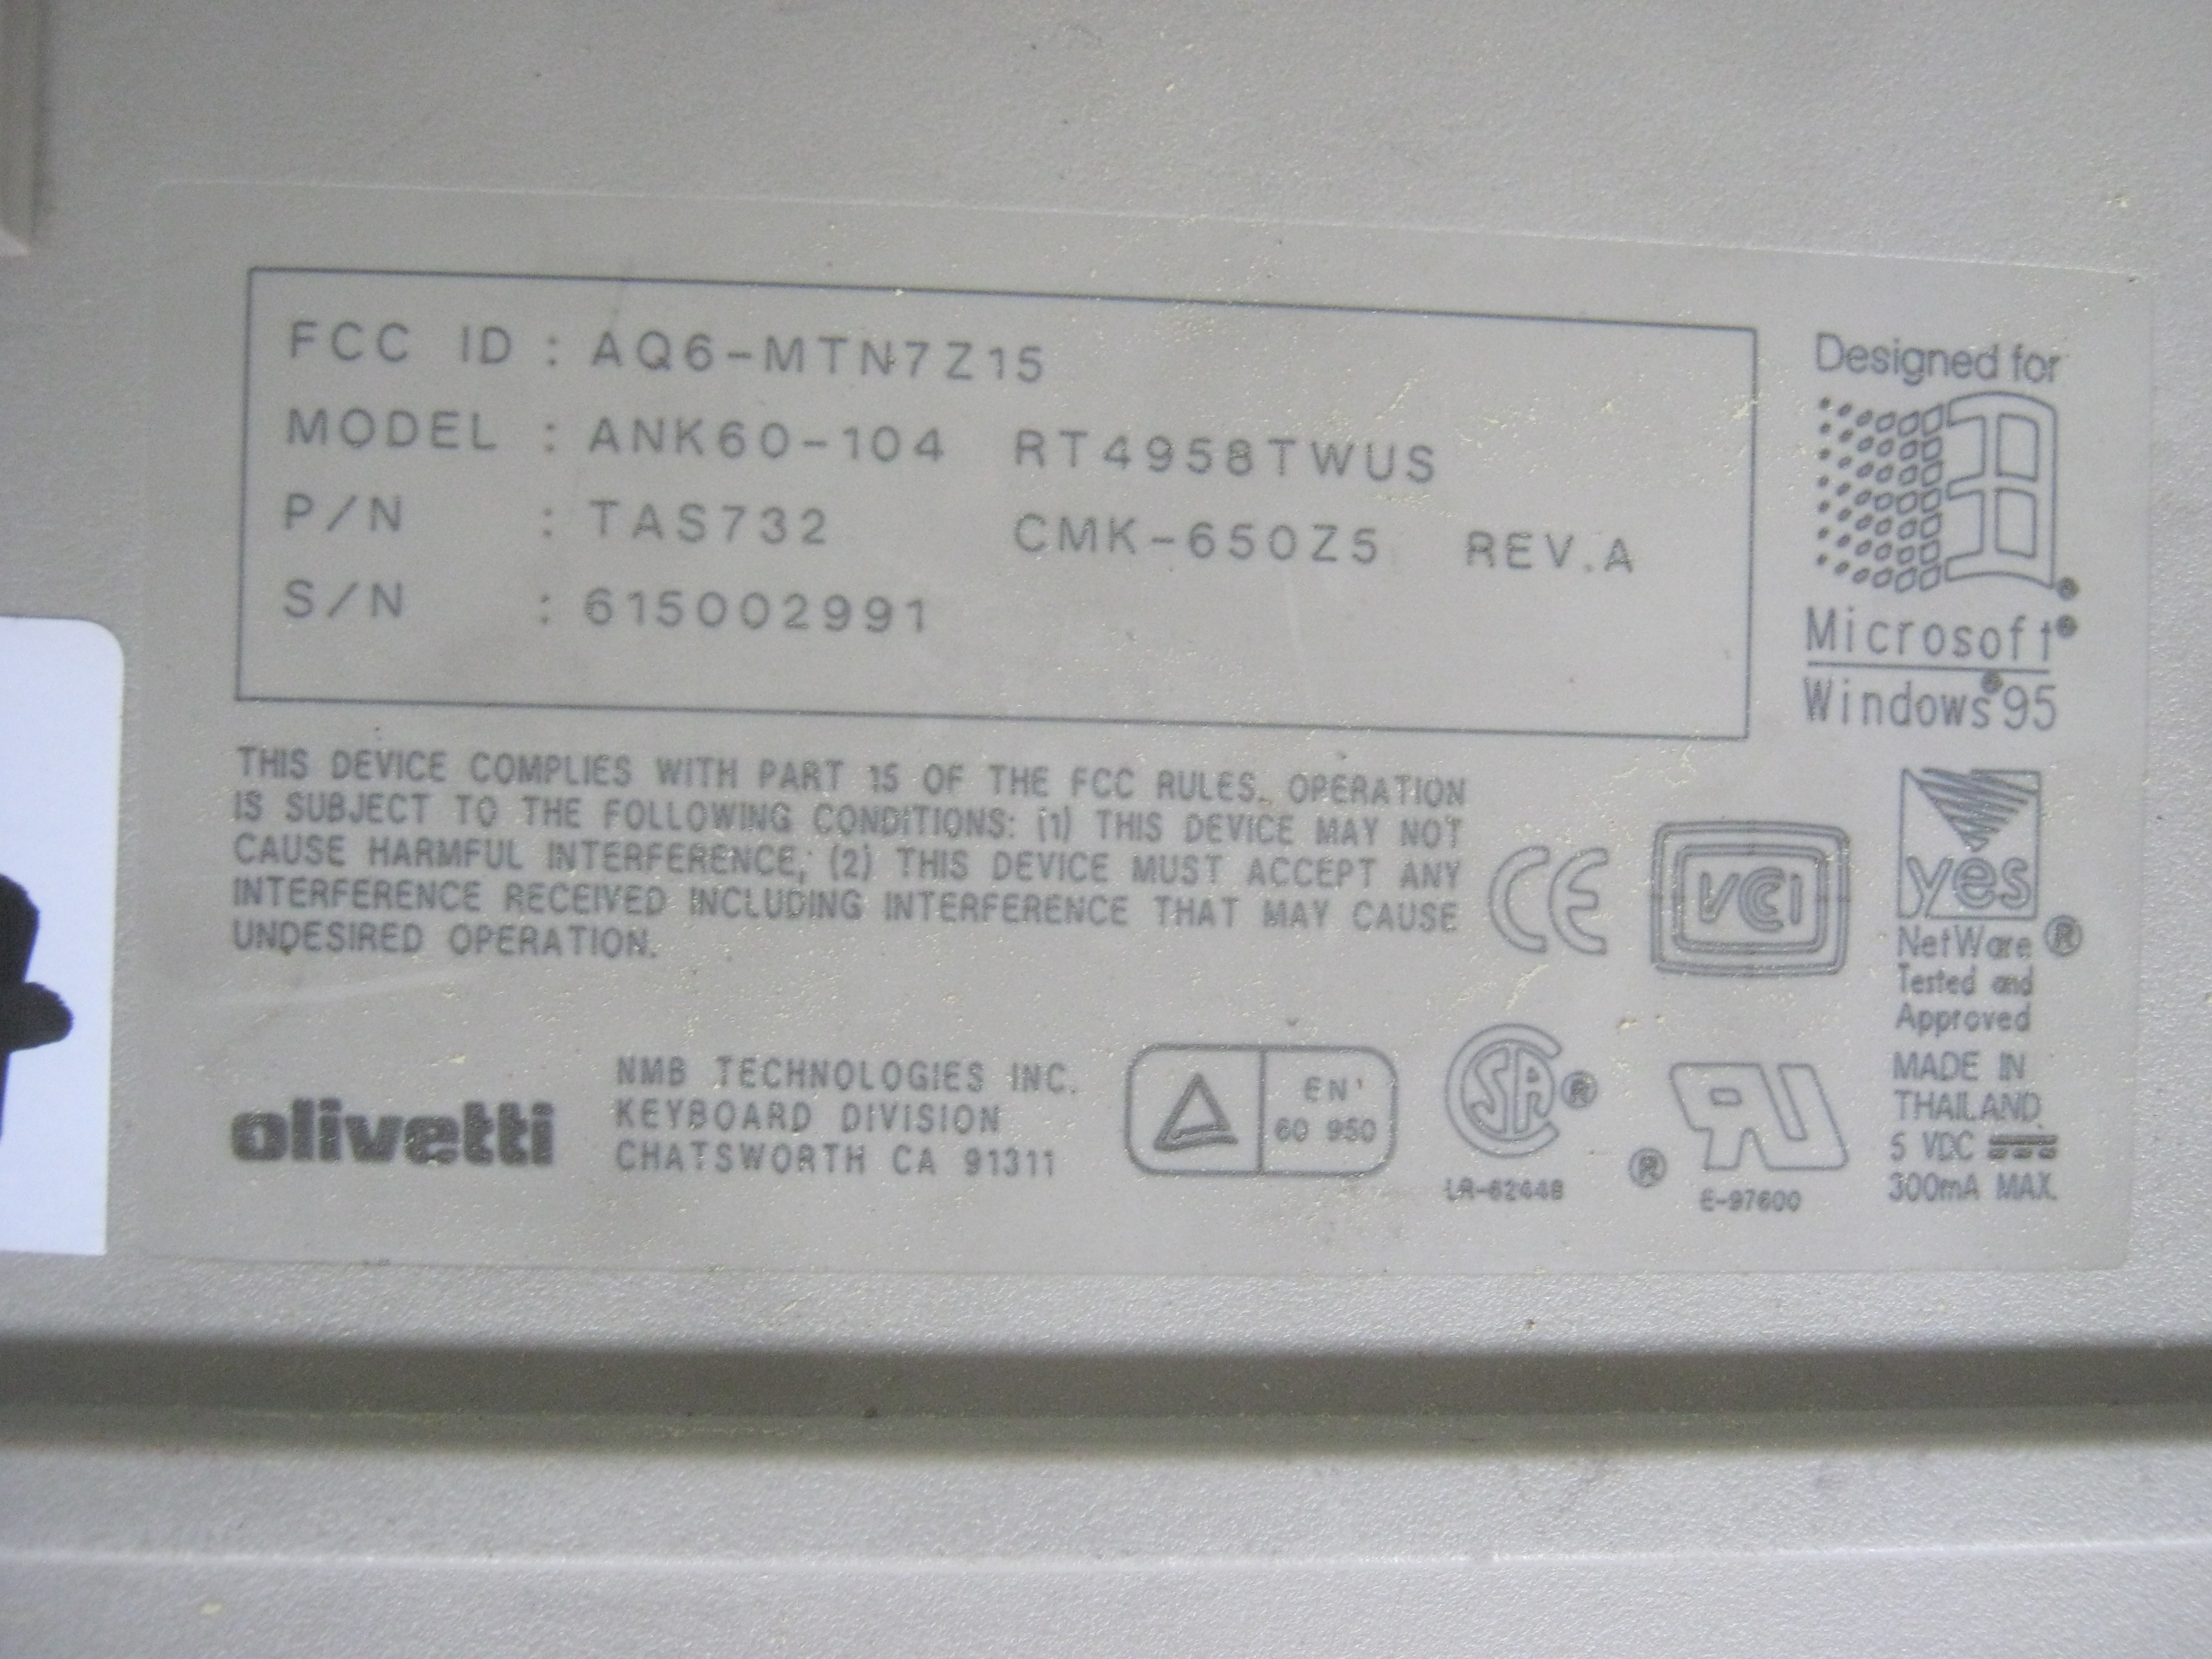 FCC ID : AQ6-MTN7Z15
MODEL : ANK60-104 RT4958TWUS
P/N : TAS732 CMK-650Z5 REV.A
S/N : 615002991
Designed for
Microsoft®
Windows®95
THIS DEVICE COMPLIES WITH PART 15 OF THE FCC RULES. OPERATION
IS SUBJECT TO THE FOLLOWING CONDITIONS: (1) THIS DEVICE MAY NOT
CAUSE HARMFUL INTERFERENCE; (2) THIS DEVICE MUST ACCEPT ANY
INTERFERENCE RECEIVED INCLUDING INTERFERENCE THAT MAY CAUSE
UNDESIRED OPERATION.
CE
VCCI
yes
NetWare ®
Tested and
Approved
olivetti
NMB TECHNOLOGIES INC.
KEYBOARD DIVISION
CHATSWORTH CA 91311
EN
60 950
SA ®
LR-62448
® RU
E-97600
MADE IN
THAILAND
5 VDC
300mA MAX.